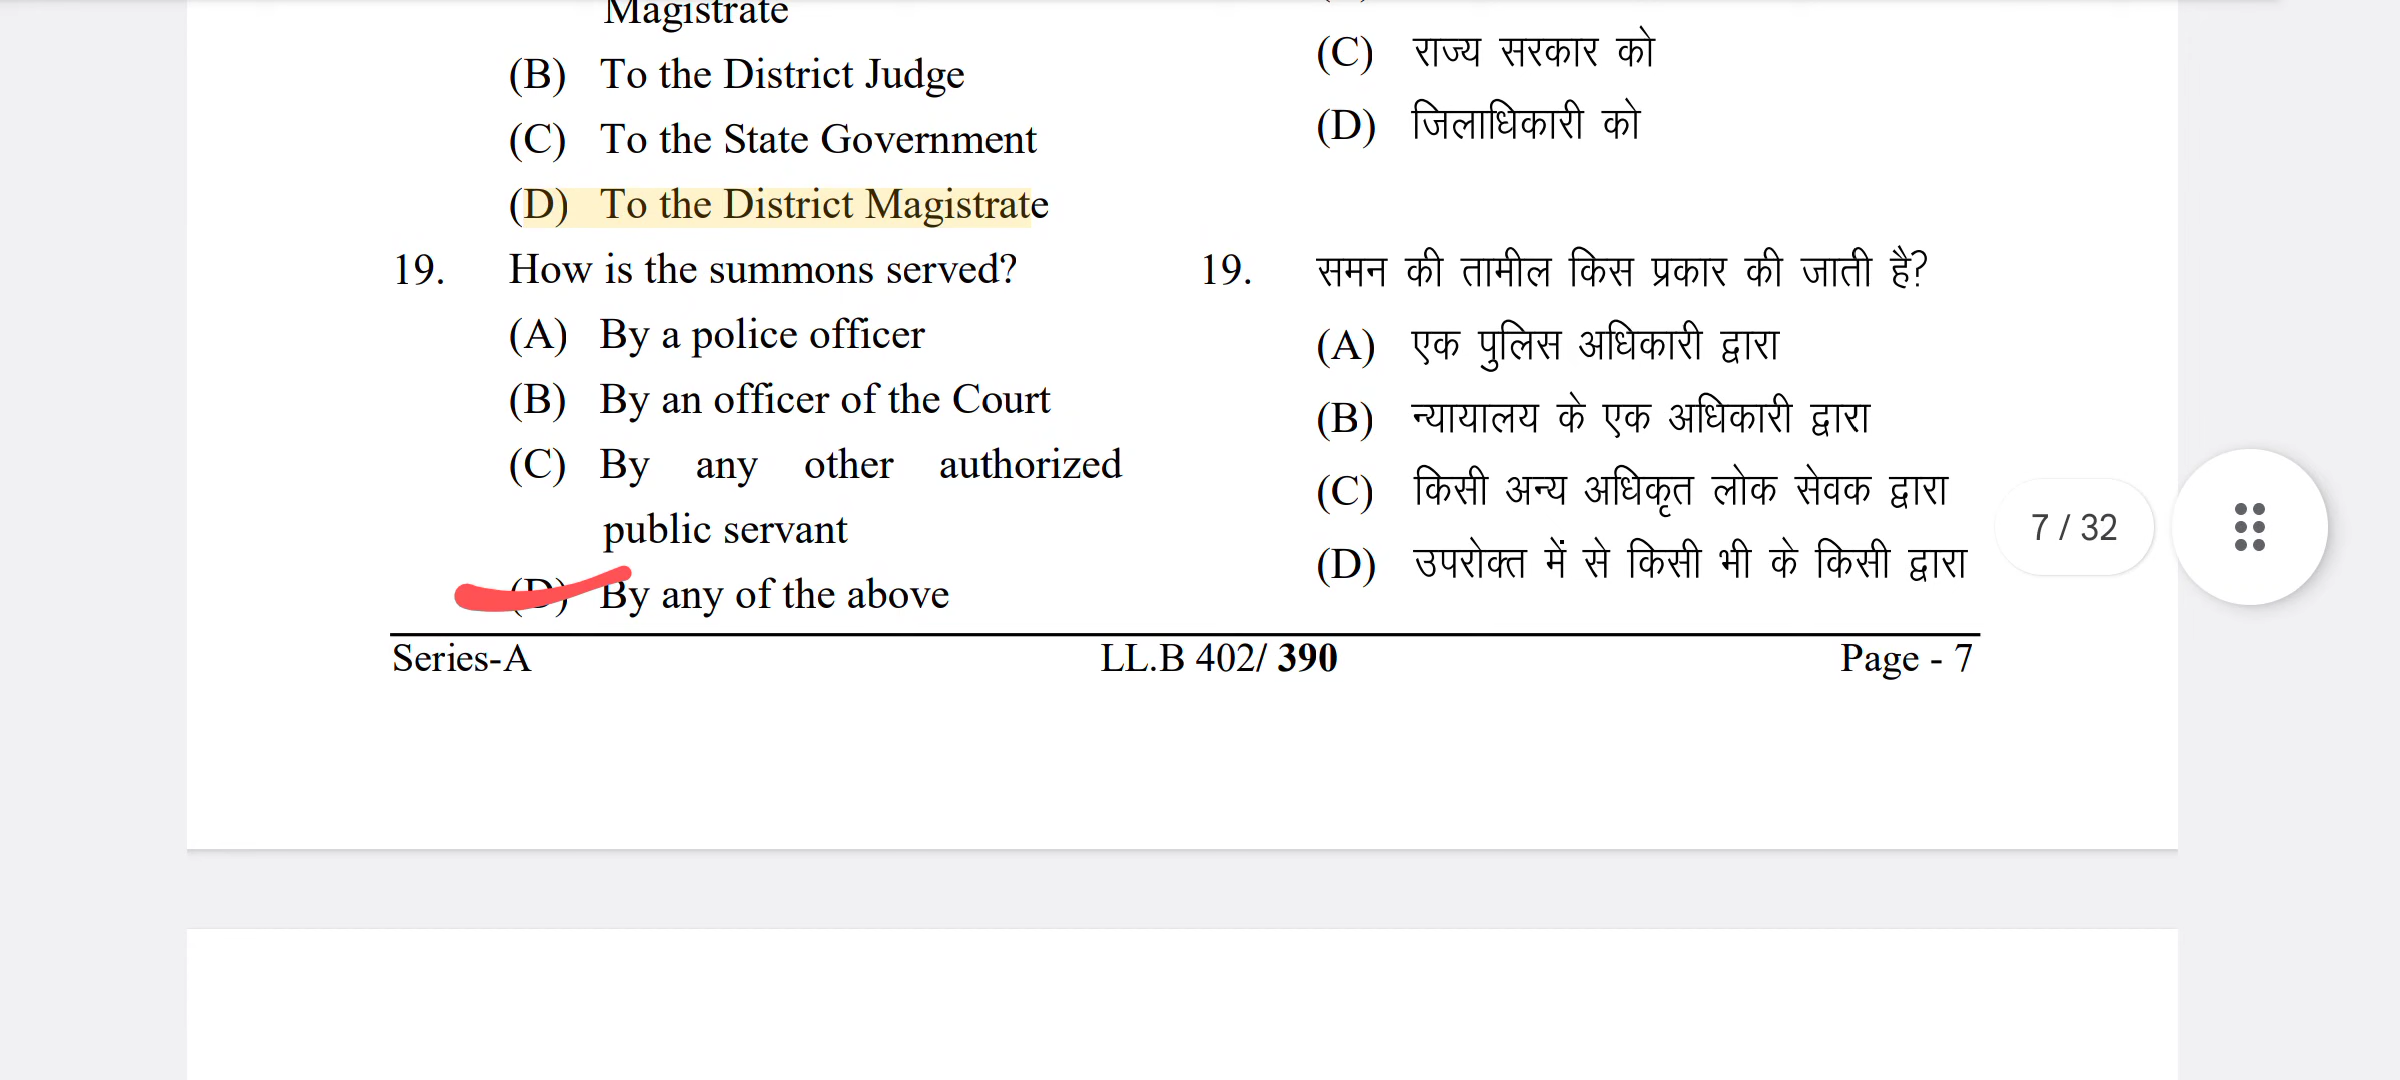 Magistrate
(B) To the District Judge
(C) To the State Government
(D) To the District Magistrate
19. How is the summons served?
(A) By a police officer
(B) By an officer of the Court
(C) By any other authorized
public servant
(D) By any of the above
(C) राज्य सरकार को
(D) जिलाधिकारी को
19. समन की तामील किस प्रकार की जाती है?
(A) एक पुलिस अधिकारी द्वारा
(B) न्यायालय के एक अधिकारी द्वारा
(C) किसी अन्य अधिकृत लोक सेवक द्वारा
(D) उपरोक्त में से किसी भी के किसी द्वारा
7 / 32
Series-A LL.B 402/ 390 Page - 7